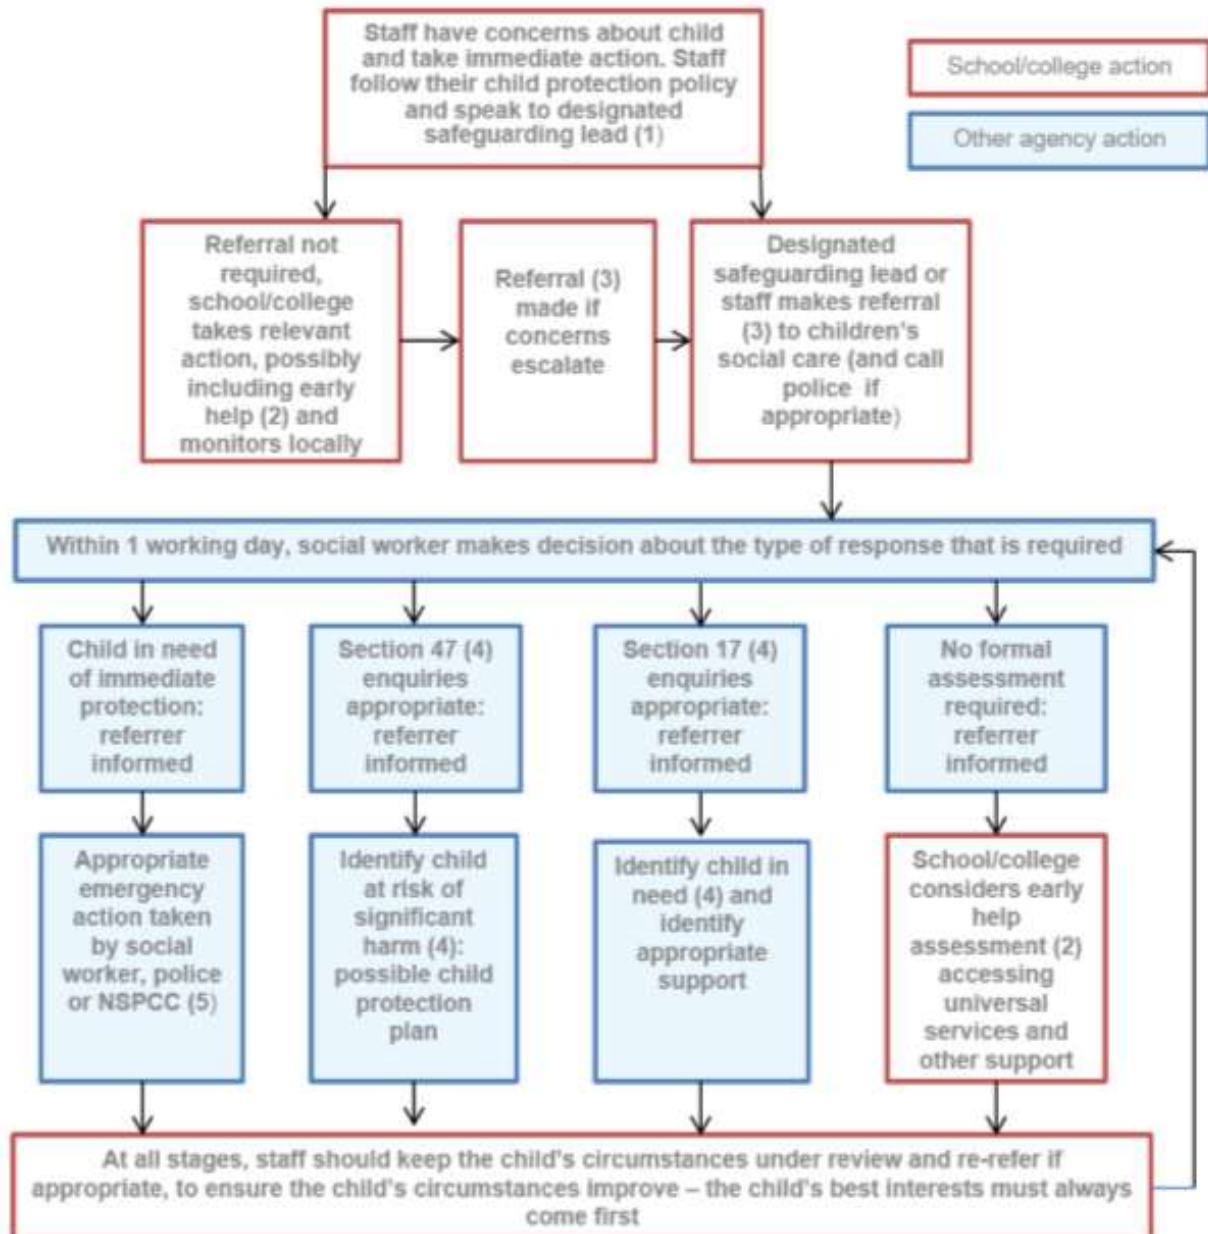 Staff have concerns about child
and take immediate action. Staff
follow their child protection policy
and speak to designated
safeguarding lead (1)
School/college action
Other agency action
Referral not
required,
school/college
takes relevant
action, possibly
including early
help (2) and
monitors locally
Referral (3)
made if
concerns
escalate
Designated
safeguarding lead or
staff makes referral
(3) to children's
social care (and call
police if
appropriate)
Within 1 working day, social worker makes decision about the type of response that is required
Child in need
of immediate
protection:
referrer
informed
Section 47 (4)
enquiries
appropriate:
referrer
informed
Section 17 (4)
enquiries
appropriate:
referrer
informed
No formal
assessment
required:
referrer
informed
Appropriate
emergency
action taken
by social
worker, police
or NSPCC (5)
Identify child
at risk of
significant
harm (4):
possible child
protection
plan
Identify child in
need (4) and
identify
appropriate
support
School/college
considers early
help
assessment (2)
accessing
universal
services and
other support
At all stages, staff should keep the child's circumstances under review and re-refer if
appropriate, to ensure the child's circumstances improve – the child's best interests must always
come first